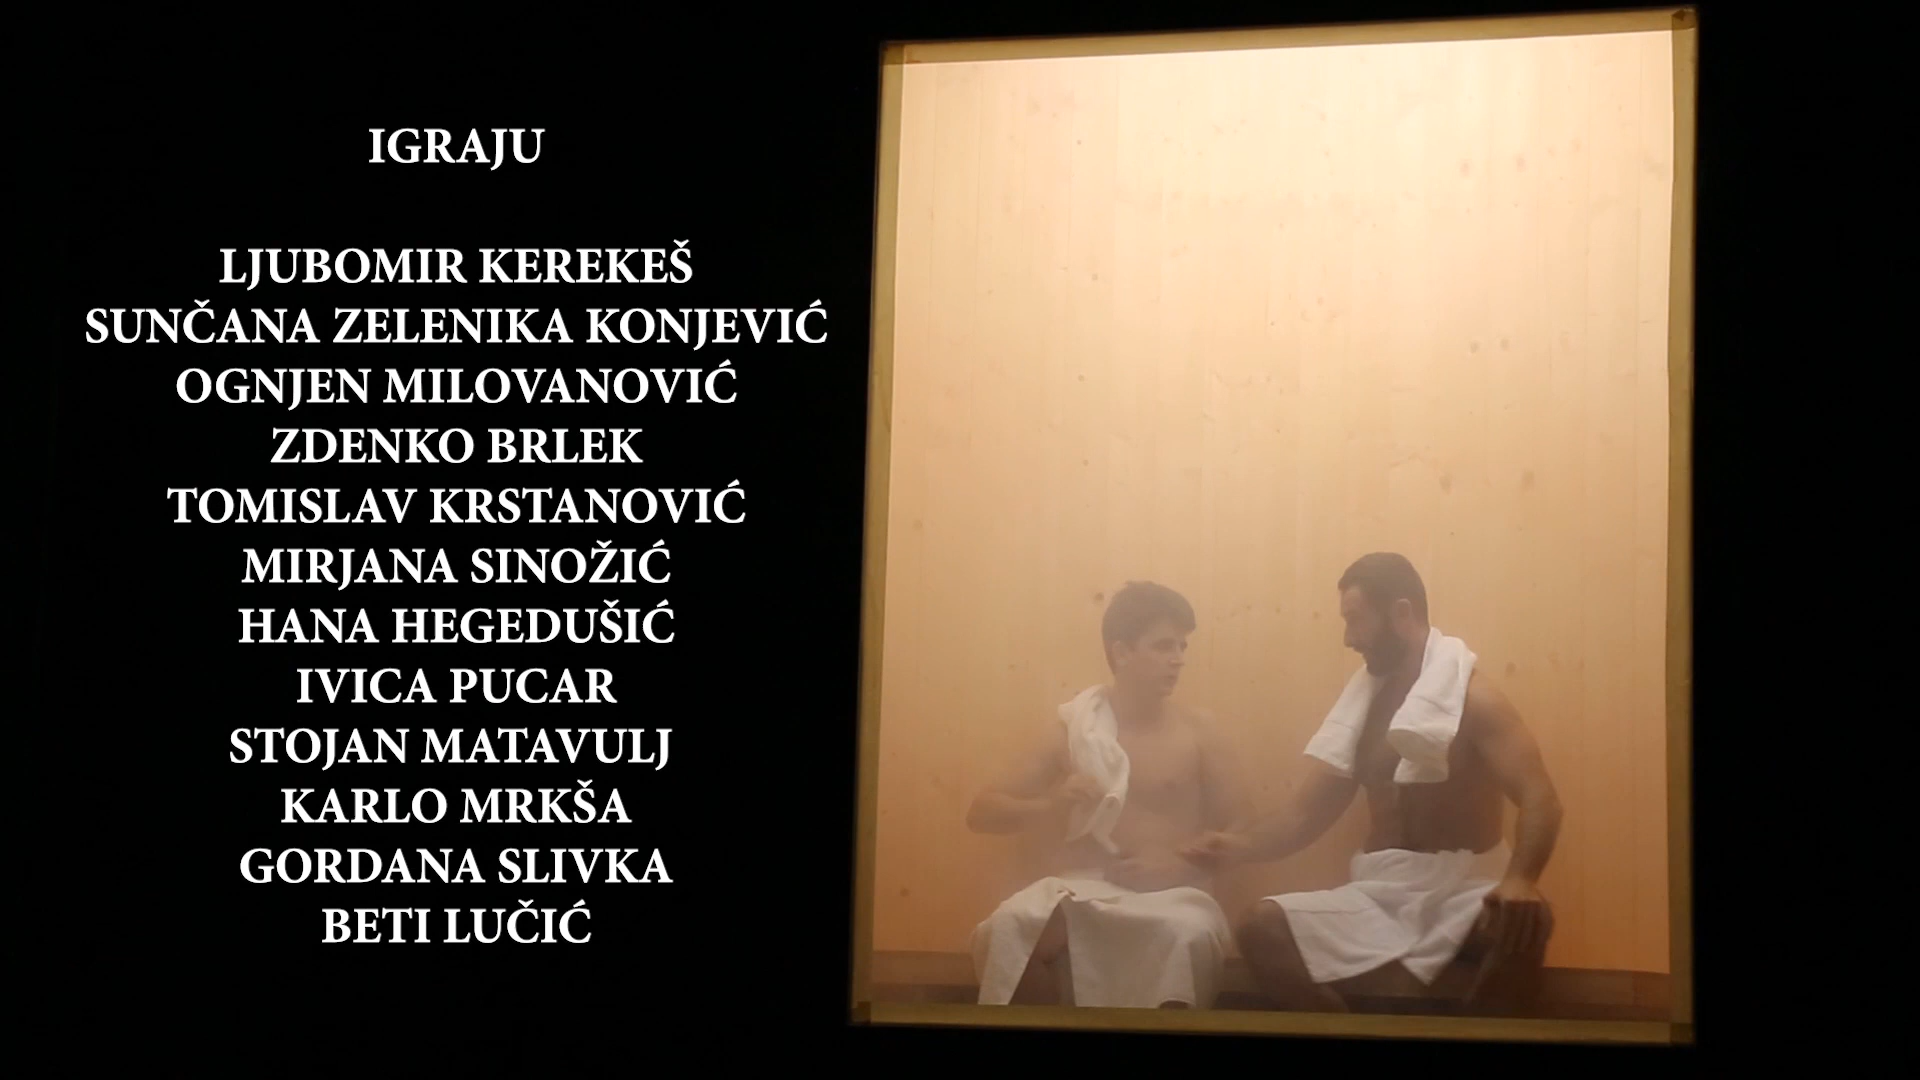 IGRAJU
LJUBOMIR KEREKEŠ
SUNČANA ZELENIKA KONJEVIĆ
OGNJEN MILOVANOVIĆ
ZDENKO BRLEK
TOMISLAV KRSTANOVIĆ
MIRJANA SINOŽIĆ
HANA HEGEDUŠIĆ
IVICA PUCAR
STOJAN MATAVULJ
KARLO MRKŠA
GORDANA SLIVKA
BETI LUČIĆ